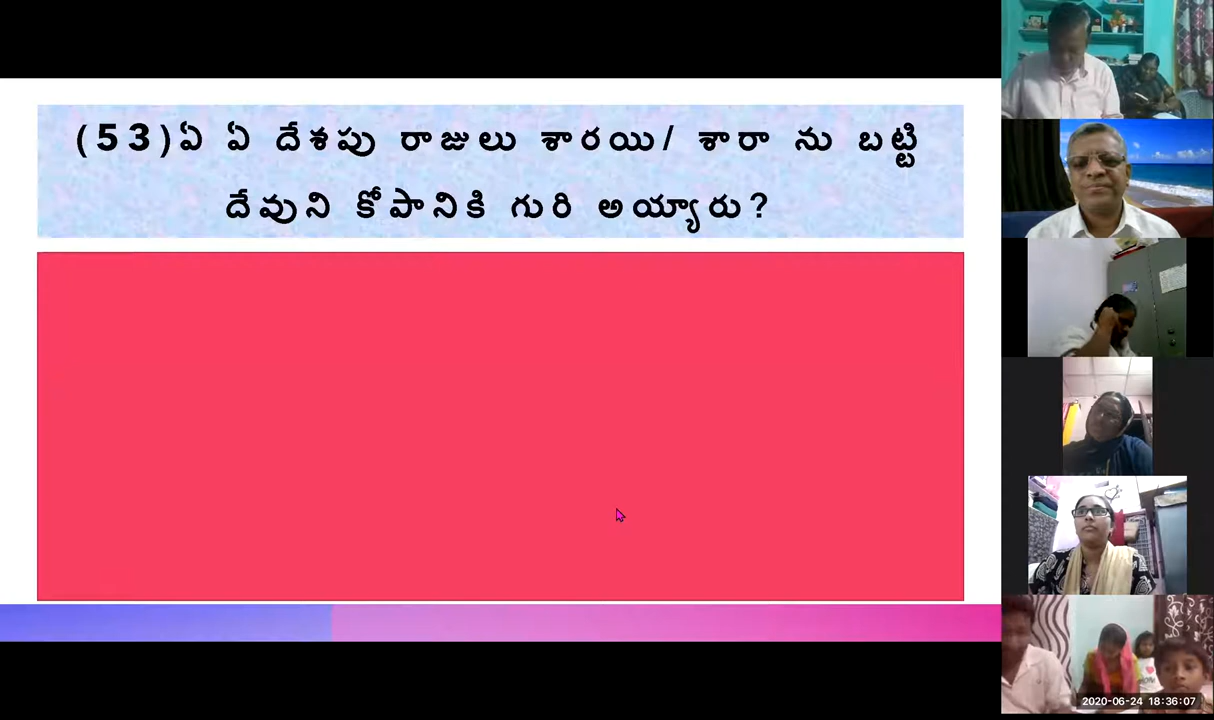 (53)ఏ ఏ దేశపు రాజులు శారయి/ శారా ను బట్టి
దేవుని కోపానికి గురి అయ్యారు?
2020-06-24 18:36:07